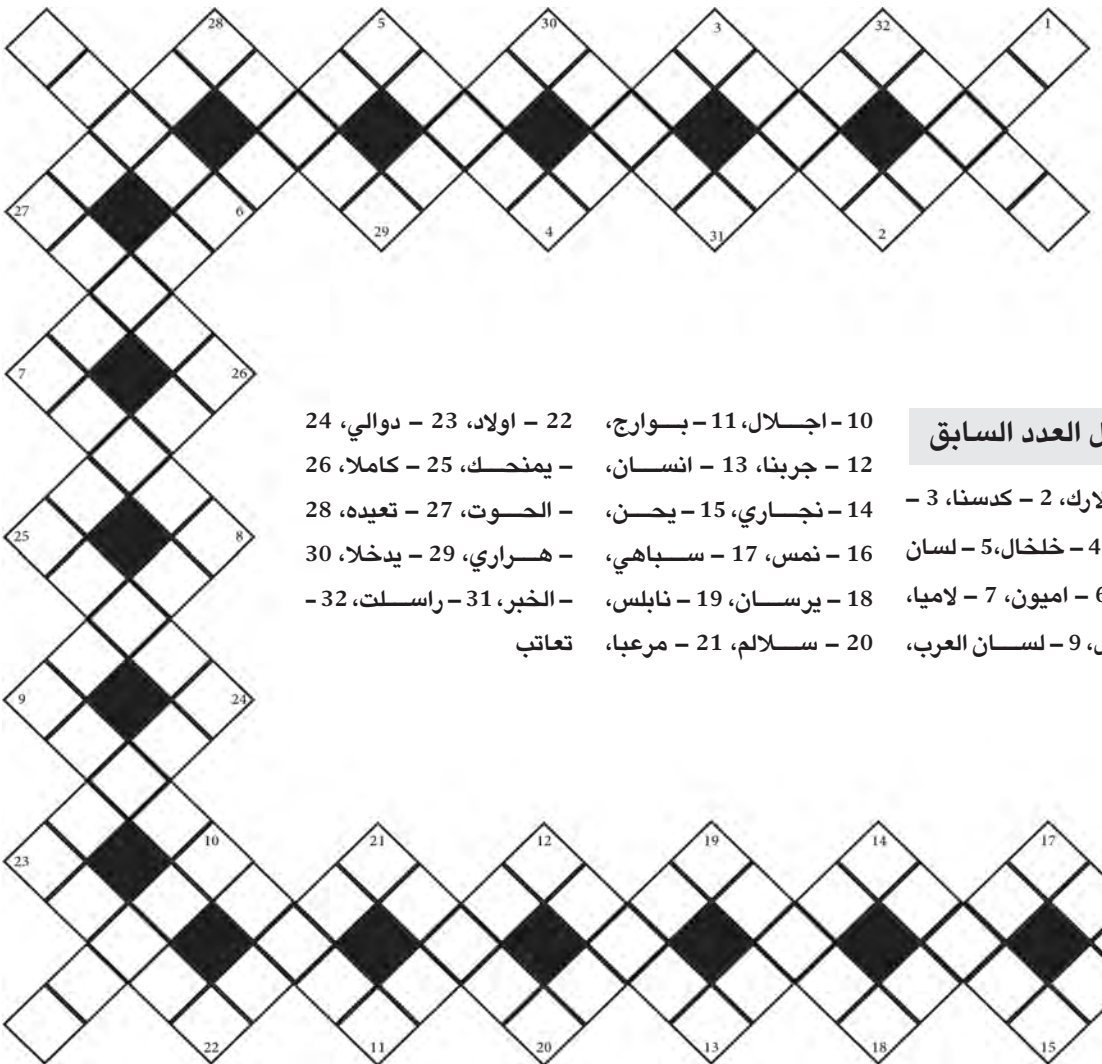 28 5 30 3 32 1
27 6 29 4 31 2
7 26
25 8
9 24
23 10 21 12 19 14 17
22 11 20 13 18 15
العدد السابق
لارك، 2 – كدسنا، 3 –
4 – خلخال،5 – لسان
6 – اميون، 7 – لاميا،
9 – لسان العرب،
10 – اجلال، 11 – بوارج،
12 – جربنا، 13 – انسان،
14 – نجاري، 15 – يحن،
16 – نمس، 17 – سباهي،
18 – يرسان، 19 – نابلس،
20 – سلالم، 21 – مرعبا،
22 – اولاد، 23 – دوالي، 24
– يمنحك، 25 – كاملا، 26
– الحوت، 27 – تعيده، 28
– هراري، 29 – يدخلا، 30
– الخبر، 31 – راسلت، 32 –
تعاتب